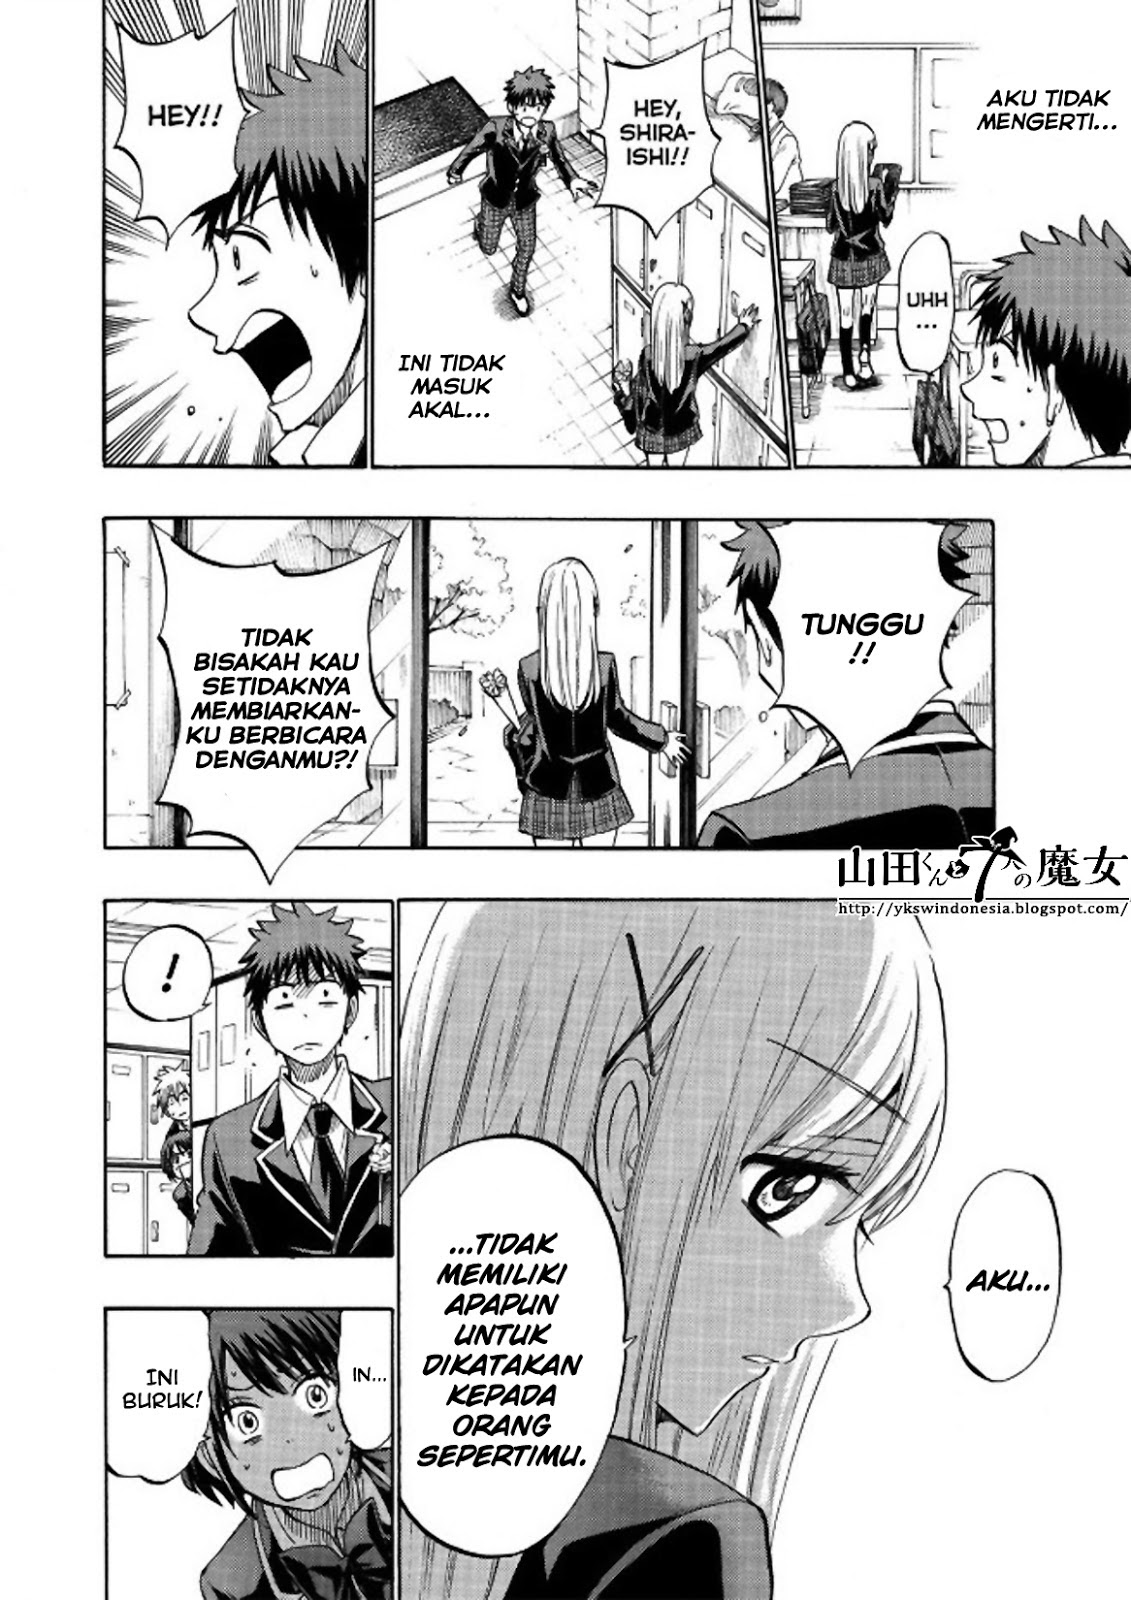 AKU TIDAK
MENGERTI...
UHH
...
HEY,
SHIRA-
ISHI!!
INI TIDAK
MASUK
AKAL...
HEY!!
TUNGGU
!!
TIDAK
BISAKAH KAU
SETIDAKNYA
MEMBIARKAN-
KU BERBICARA
DENGANMU?!
山田くんと7人の魔女
http://ykswindonesia.blogspot.com/
!
AKU...
...TIDAK
MEMILIKI
APAPUN
UNTUK
DIKATAKAN
KEPADA
ORANG
SEPERTIMU.
IN...
INI
BURUK!